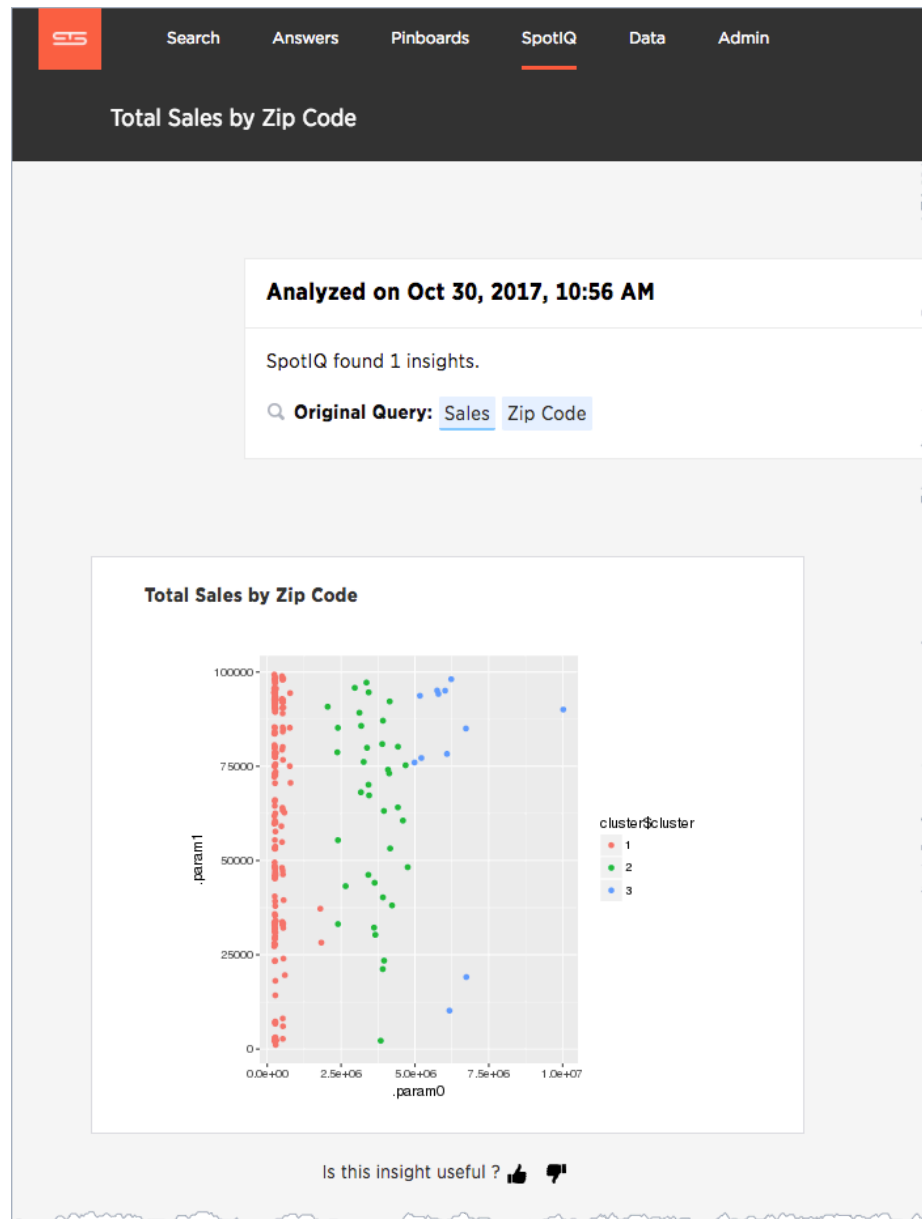 Search Answers Pinboards SpotIQ Data Admin
Total Sales by Zip Code
Analyzed on Oct 30, 2017, 10:56 AM
SpotIQ found 1 insights.
Original Query: Sales Zip Code
Total Sales by Zip Code
100000
75000
50000
25000
0
.param1
0.0e+00 2.5e+06 5.0e+06 7.5e+06 1.0e+07
.param0
cluster$cluster
1
2
3
Is this insight useful ?